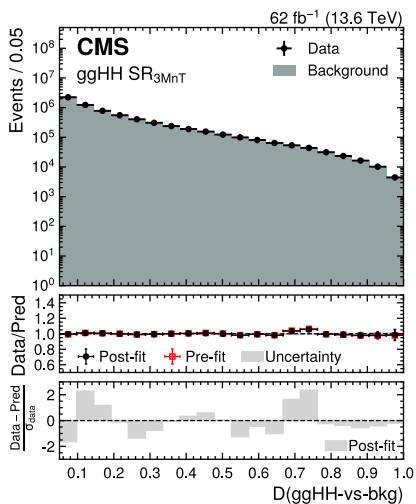 62 fb⁻¹ (13.6 TeV)
CMS
ggHH SR₃MnT
Data
Background
Events / 0.05
10⁸
10⁷
10⁶
10⁵
10⁴
10³
10²
10¹
10⁰
Data/Pred
1.4
1.2
1.0
0.8
0.6
Post-fit
Pre-fit
Uncertainty
Data−Pred
σdata
2
0
−2
Post-fit
0.1 0.2 0.3 0.4 0.5 0.6 0.7 0.8 0.9 1.0
D(ggHH-vs-bkg)